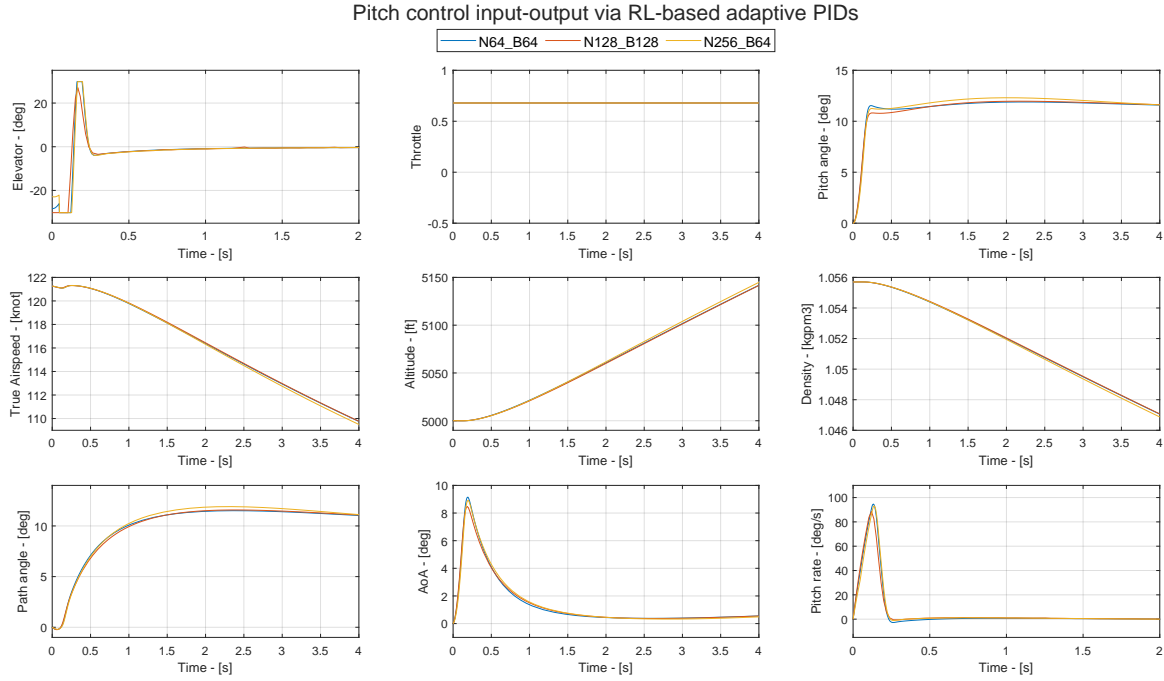 Pitch control input-output via RL-based adaptive PIDs
N64_B64 N128_B128 N256_B64
Elevator - [deg]
20
0
-20
0 0.5 1 1.5 2
Time - [s]
Throttle
1
0.5
0
-0.5
0 0.5 1 1.5 2 2.5 3 3.5 4
Time - [s]
Pitch angle - [deg]
15
10
5
0
0 0.5 1 1.5 2 2.5 3 3.5 4
Time - [s]
True Airspeed - [knot]
122
120
118
116
114
112
110
0 0.5 1 1.5 2 2.5 3 3.5 4
Time - [s]
Altitude - [ft]
5150
5100
5050
5000
0 0.5 1 1.5 2 2.5 3 3.5 4
Time - [s]
Density - [kgpm3]
1.056
1.054
1.052
1.05
1.048
1.046
0 0.5 1 1.5 2 2.5 3 3.5 4
Time - [s]
Path angle - [deg]
10
5
0
0 0.5 1 1.5 2 2.5 3 3.5 4
Time - [s]
AoA - [deg]
10
8
6
4
2
0
0 0.5 1 1.5 2 2.5 3 3.5 4
Time - [s]
Pitch rate - [deg/s]
100
80
60
40
20
0
-20
0 0.5 1 1.5 2
Time - [s]